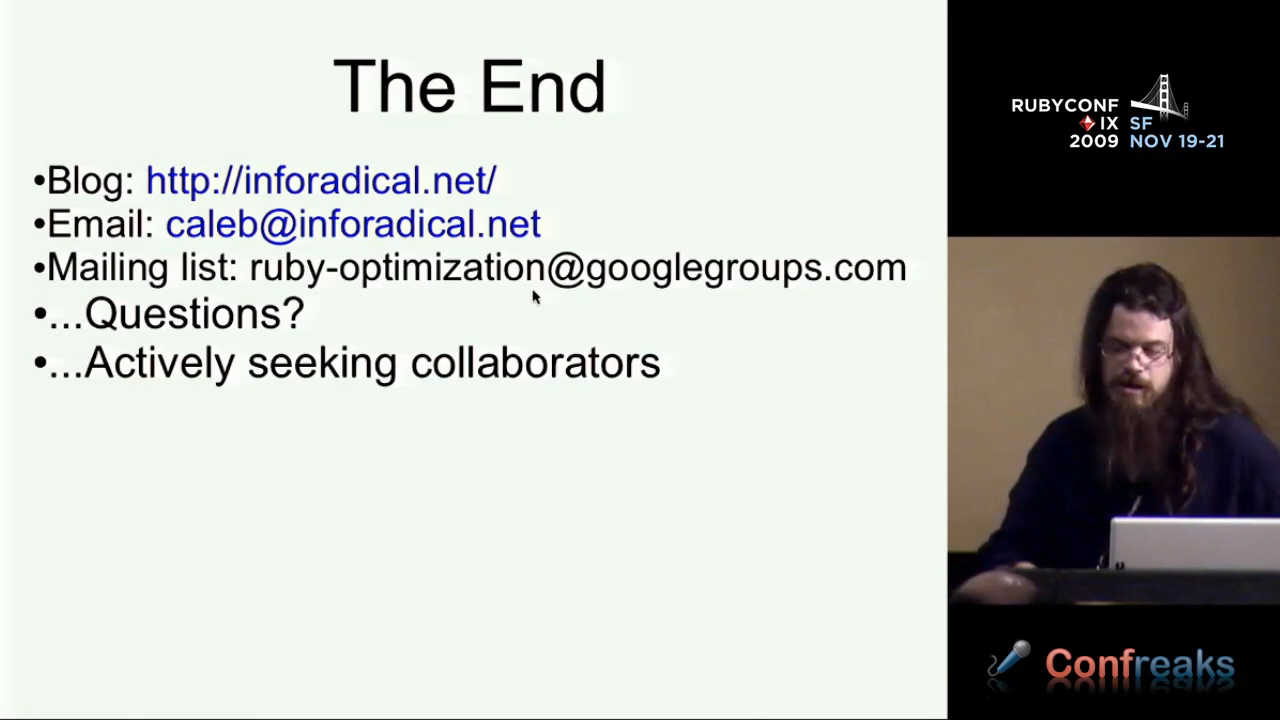 The End
•Blog: http://inforadical.net/
•Email: caleb@inforadical.net
•Mailing list: ruby-optimization@googlegroups.com
•...Questions?
•...Actively seeking collaborators
RUBYCONF
IX SF
2009 NOV 19-21
Confreaks